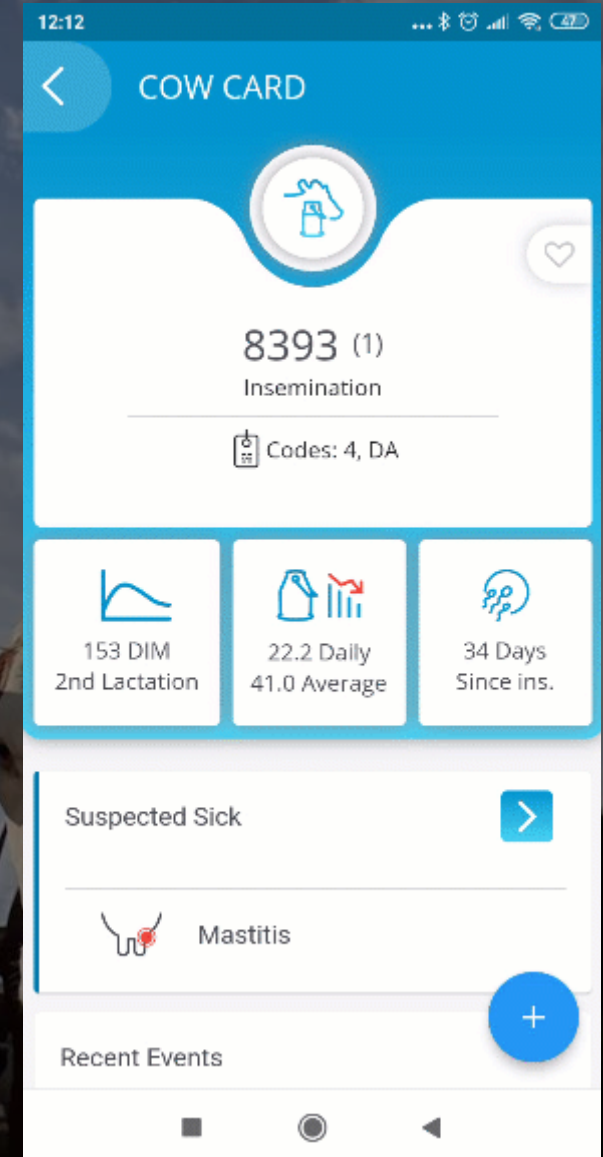 12:12
47
COW CARD
8393 (1)
Insemination
Codes: 4, DA
153 DIM
2nd Lactation
22.2 Daily
41.0 Average
34 Days
Since ins.
Suspected Sick
Mastitis
+
Recent Events